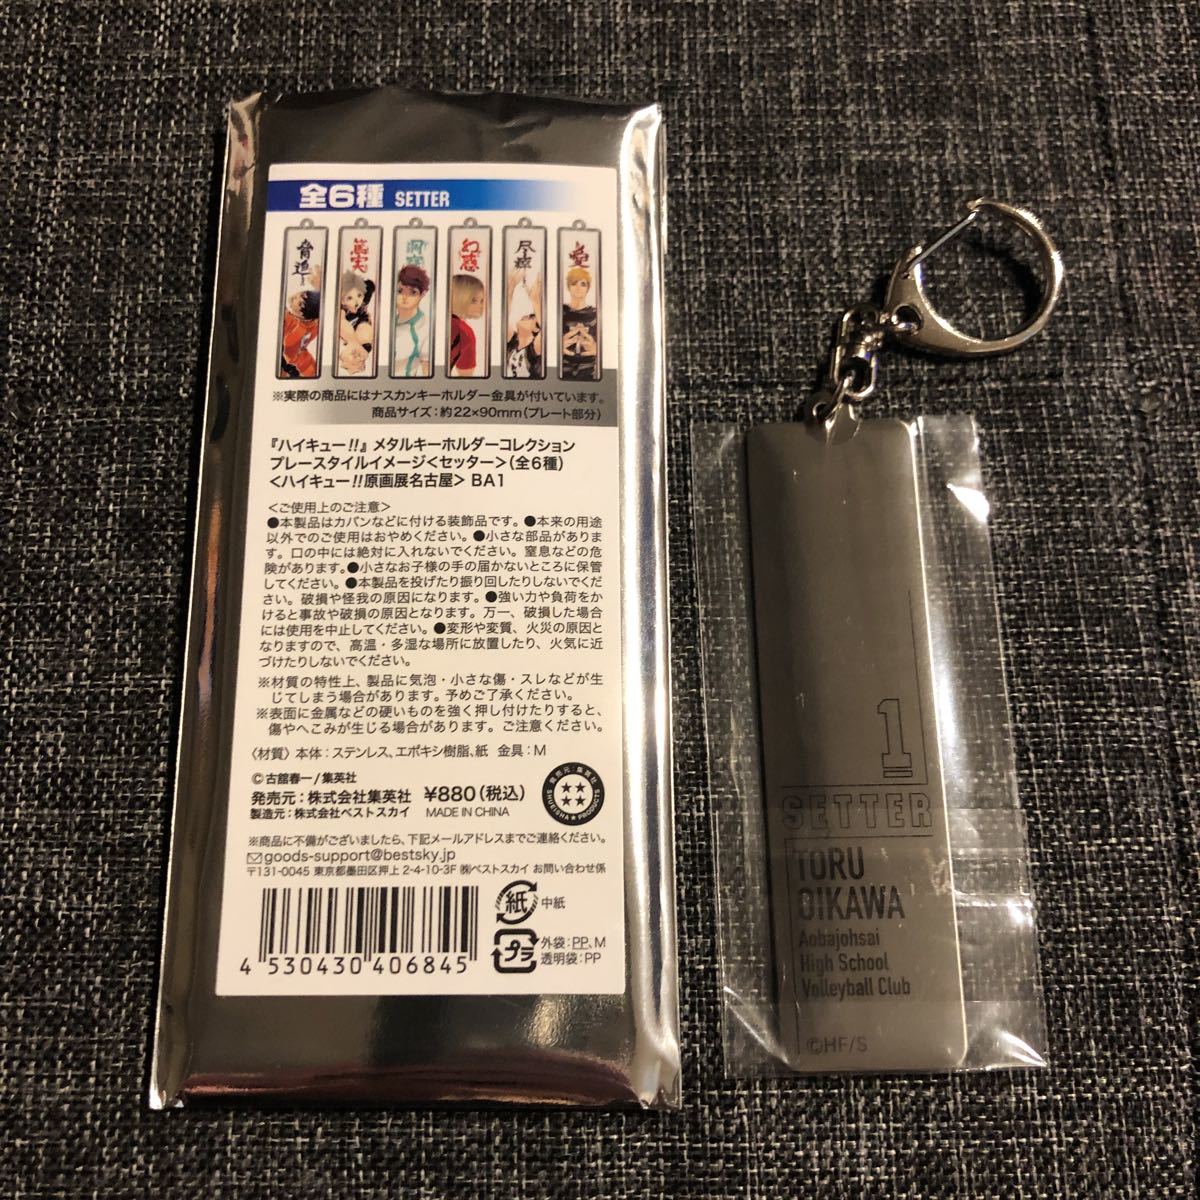 全6種 SETTER
脅迫
篤実
洞窟
幻惑
尽瘁
愛
※実際の商品にはナスカンキーホルダー金具が付いています。
商品サイズ：約22×90mm（プレート部分）
『ハイキュー!!』メタルキーホルダーコレクション
プレースタイルイメージ＜セッター＞（全6種）
＜ハイキュー!!原画展名古屋＞ BA1
＜ご使用上のご注意＞
●本製品はカバンなどに付ける装飾品です。●本来の用途
以外でのご使用はおやめください。●小さな部品がありま
す。口の中には絶対に入れないでください。窒息などの危
険があります。●小さなお子様の手の届かないところに保管
してください。●本製品を投げたり振り回したりしないでくだ
さい。破損や怪我の原因になります。●強い力や負荷をか
けると事故や破損の原因となります。万一、破損した場合
には使用を中止してください。●変形や変質、火災の原因と
なりますので、高温・多湿な場所に放置したり、火気に近
づけたりしないでください。
※材質の特性上、製品に気泡・小さな傷・スレなどが生
じてしまう場合があります。予めご了承ください。
※表面に金属などの硬いものを強く押し付けたりすると、
傷やへこみが生じる場合があります。ご注意ください。
〈材質〉本体：ステンレス、エポキシ樹脂、紙 金具：M
©古舘春一/集英社
発売元：株式会社集英社 ¥880（税込）
製造元：株式会社ベストスカイ MADE IN CHINA
発売元：集英社
SHUEISHA★PRODUCT
※商品に不備がございましたら、下記メールアドレスまでご連絡ください。
goods-support@bestsky.jp
〒131-0045 東京都墨田区押上 2-4-10-3F ㈱ベストスカイ お問い合わせ係
4 530430 406845
紙 中紙
プラ 外袋：PP、M
透明袋：PP
1
SETTER
TORU
OIKAWA
Aobajohsai
High School
Volleyball Club
©HF/S